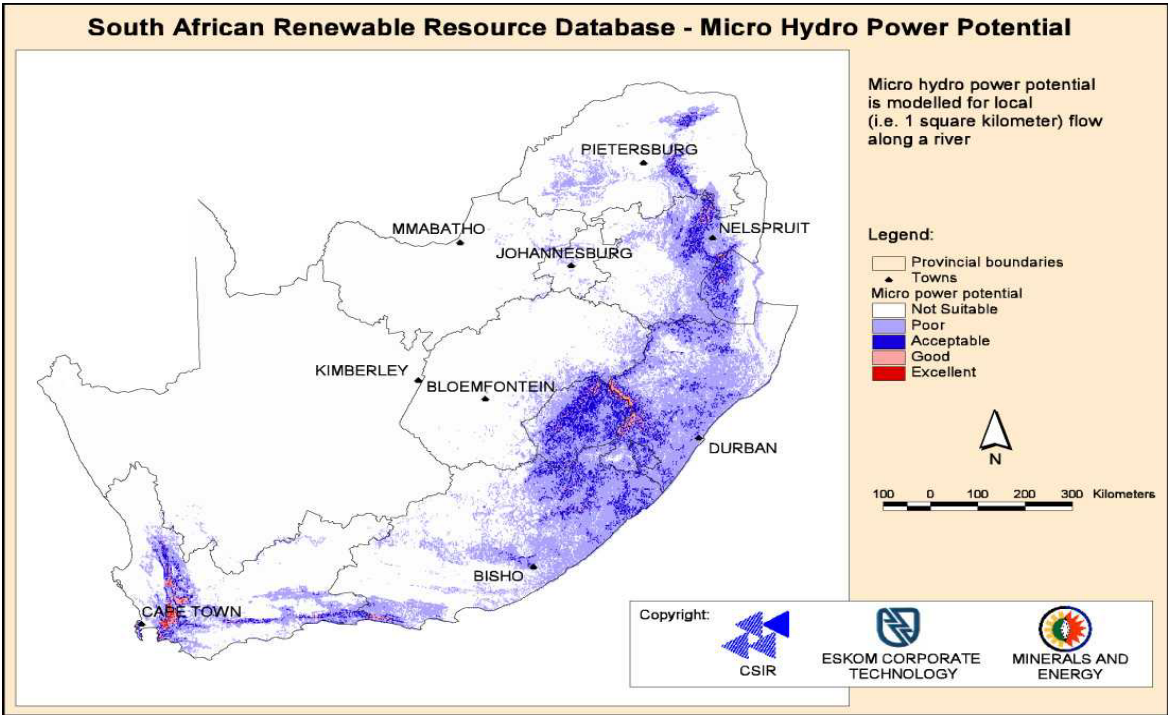 South African Renewable Resource Database - Micro Hydro Power Potential
Micro hydro power potential
is modelled for local
(i.e. 1 square kilometer) flow
along a river
PIETERSBURG
MMABATHO
NELSPRUIT
JOHANNESBURG
KIMBERLEY
BLOEMFONTEIN
DURBAN
BISHO
CAPE TOWN
Legend:
Provincial boundaries
Towns
Micro power potential
Not Suitable
Poor
Acceptable
Good
Excellent
N
100 0 100 200 300 Kilometers
Copyright:
CSIR
ESKOM CORPORATE
TECHNOLOGY
MINERALS AND
ENERGY